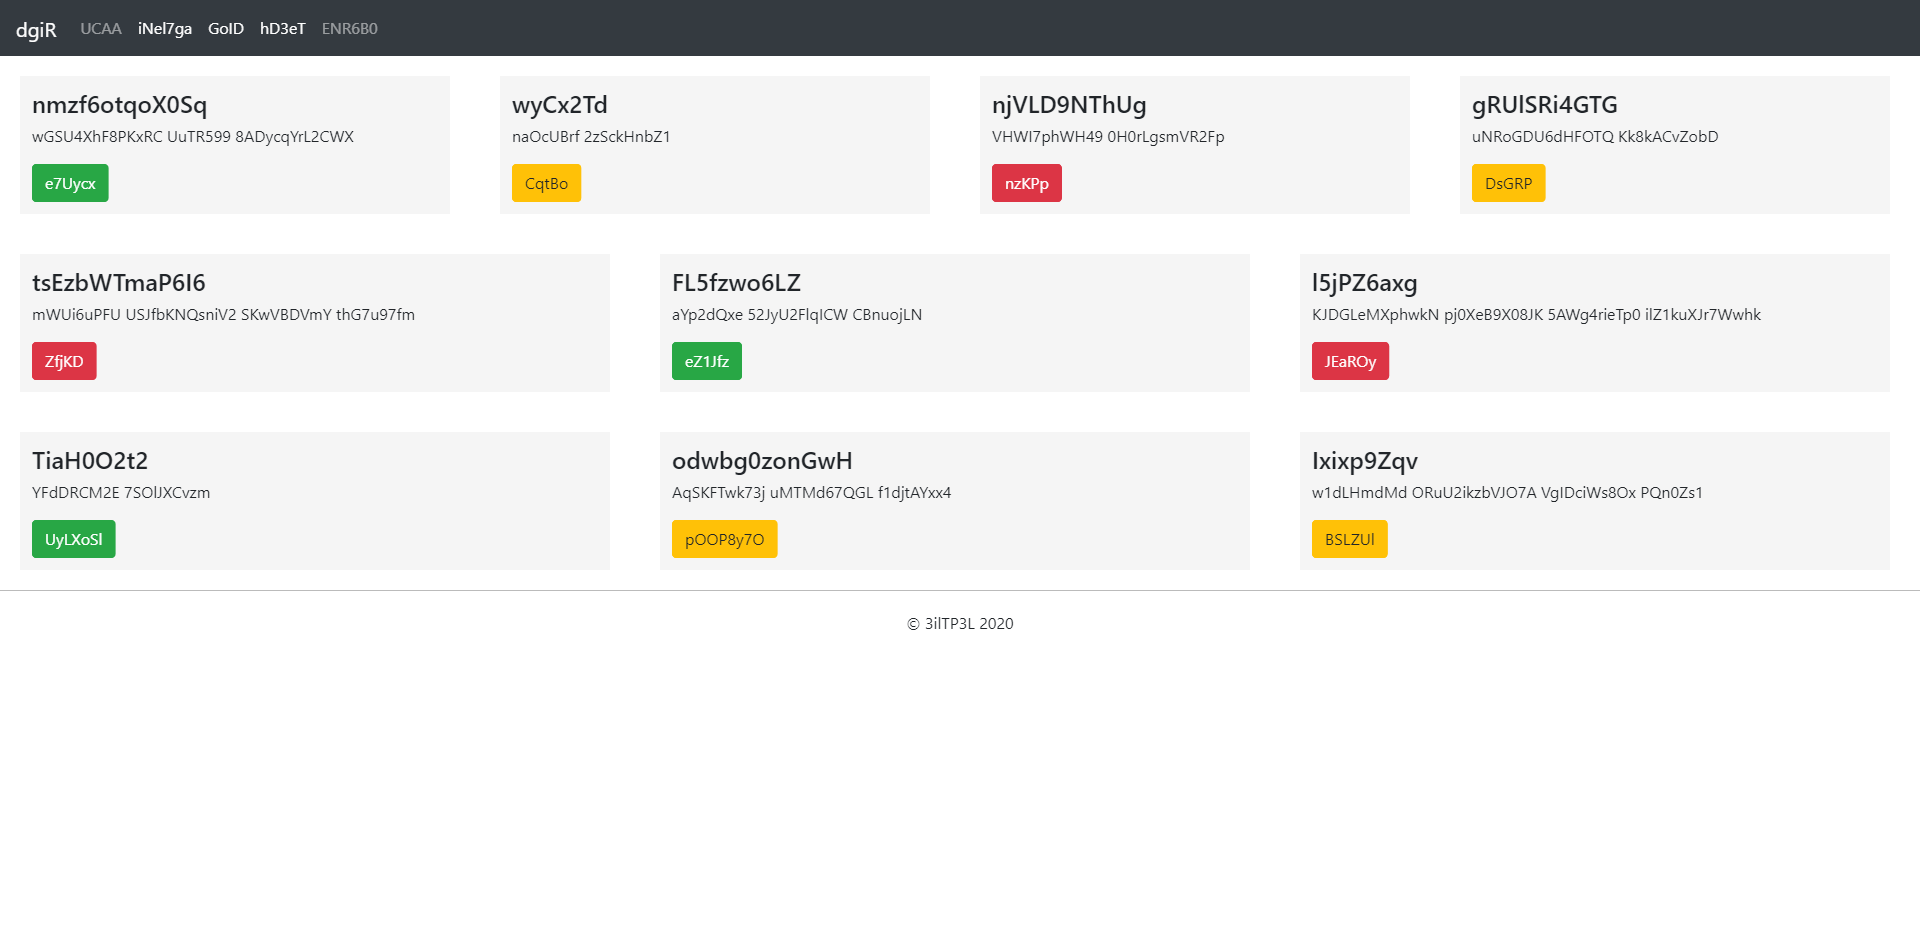 dgiR UCAA iNel7ga GoID hD3eT ENR6B0
nmzf6otqoX0Sq
wGSU4XhF8PKxRC UuTR599 8ADycqYrL2CWX
e7Uycx
wyCx2Td
naOcUBrf 2zSckHnbZ1
CqtBo
njVLD9NThUg
VHWI7phWH49 0H0rLgsmVR2Fp
nzKPp
gRUlSRi4GTG
uNRoGDU6dHFOTQ Kk8kACvZobD
DsGRP
tsEzbWTmaP6I6
mWUi6uPFU USJfbKNQsniV2 SKwVBDVmY thG7u97fm
ZfjKD
FL5fzwo6LZ
aYp2dQxe 52JyU2FlqICW CBnuojLN
eZ1Jfz
l5jPZ6axg
KJDGLeMXphwkN pj0XeB9X08JK 5AWg4rieTp0 ilZ1kuXJr7Wwhk
JEaROy
TiaH0O2t2
YFdDRCM2E 7SOlJXCvzm
UyLXoSl
odwbg0zonGwH
AqSKFTwk73j uMTMd67QGL f1djtAYxx4
pOOP8y7O
Ixixp9Zqv
w1dLHmdMd ORuU2ikzbVJO7A VgIDciWs8Ox PQn0Zs1
BSLZUl
© 3ilTP3L 2020